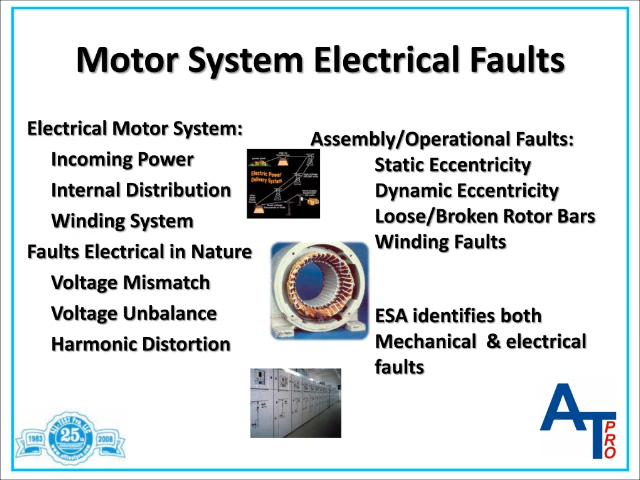 Motor System Electrical Faults
Electrical Motor System:
Incoming Power
Internal Distribution
Winding System
Faults Electrical in Nature
Voltage Mismatch
Voltage Unbalance
Harmonic Distortion
Electric Power
Delivery System
Assembly/Operational Faults:
Static Eccentricity
Dynamic Eccentricity
Loose/Broken Rotor Bars
Winding Faults
ESA identifies both
Mechanical & electrical
faults
1983
25
2008
AT
PRO